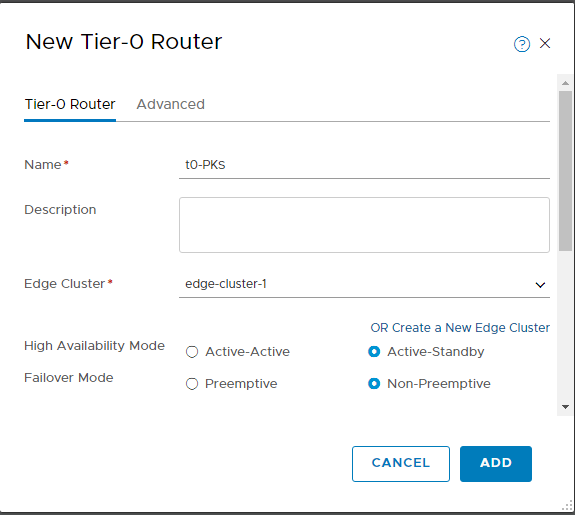 New Tier-0 Router
?
Tier-0 Router Advanced
Name* t0-PKS
Description
Edge Cluster* edge-cluster-1
OR Create a New Edge Cluster
High Availability Mode Active-Active Active-Standby
Failover Mode Preemptive Non-Preemptive
CANCEL ADD